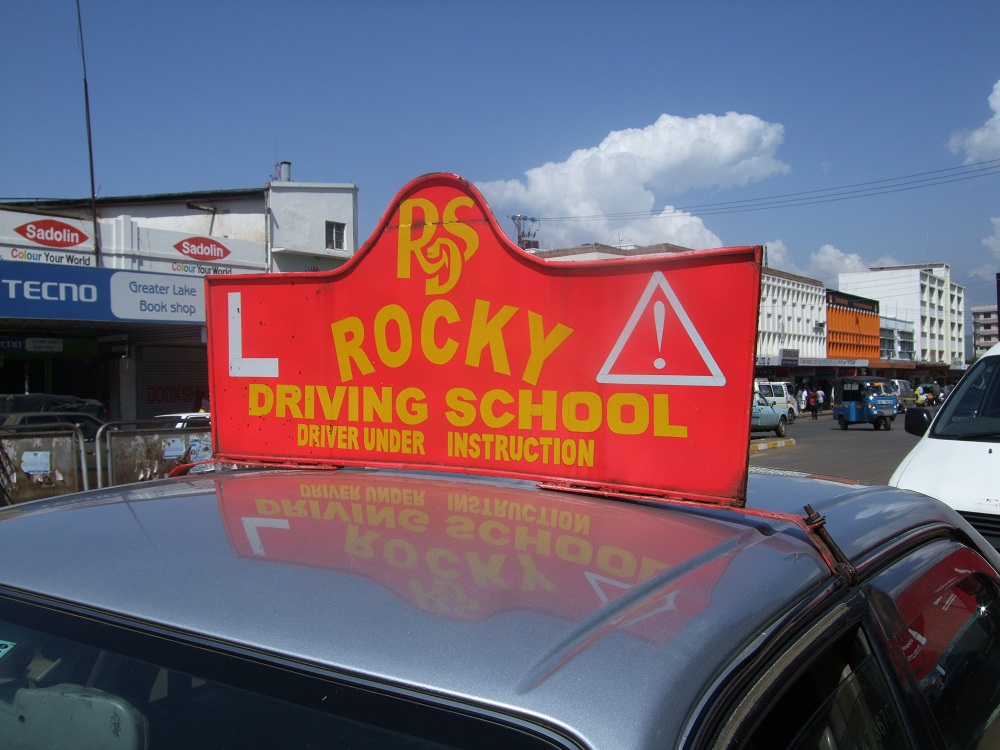 Sadolin
Colour Your World
Sadolin
Colour Your World
TECNO
Greater Lake
Book shop
RDS
L
ROCKY
DRIVING SCHOOL
DRIVER UNDER INSTRUCTION